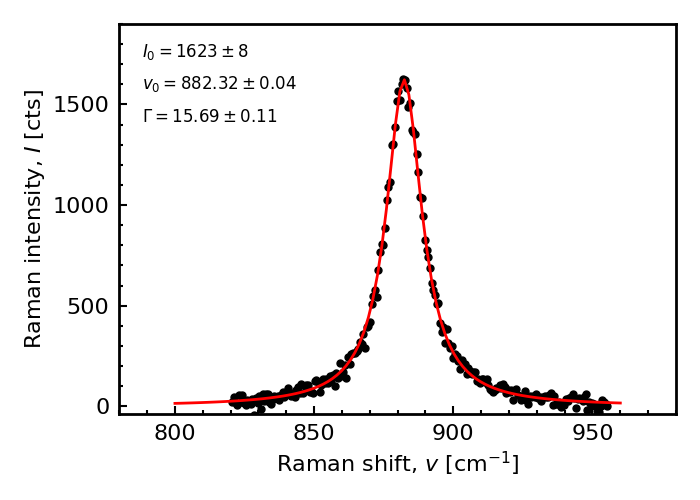 I₀ = 1623 ± 8
v₀ = 882.32 ± 0.04
Γ = 15.69 ± 0.11
1500
1000
500
0
Raman intensity, I [cts]
800 850 900 950
Raman shift, v [cm⁻¹]